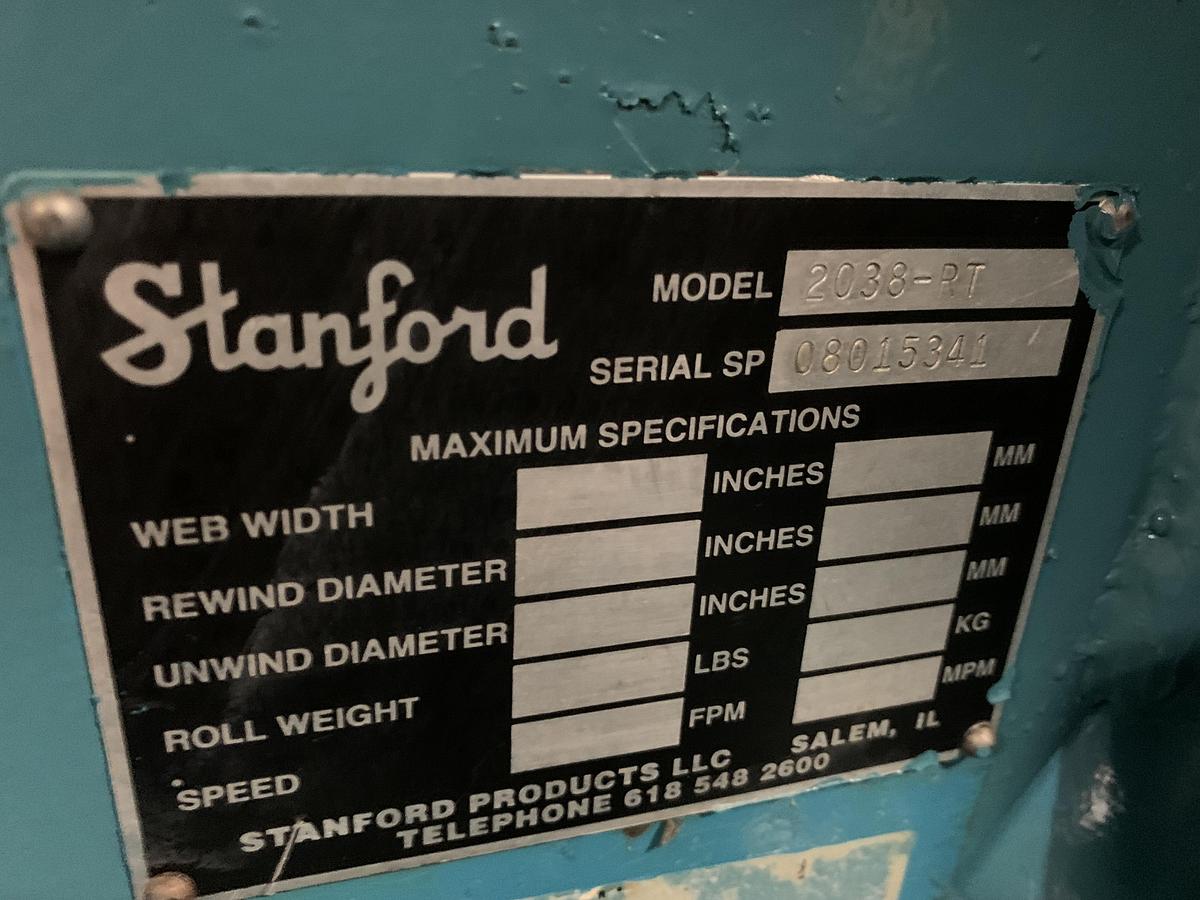 Stanford
MODEL 2038-RT
SERIAL SP 08015341
MAXIMUM SPECIFICATIONS
WEB WIDTH INCHES MM
REWIND DIAMETER INCHES MM
UNWIND DIAMETER INCHES MM
ROLL WEIGHT LBS KG
SPEED FPM MPM
STANFORD PRODUCTS LLC SALEM, IL
TELEPHONE 618 548 2600